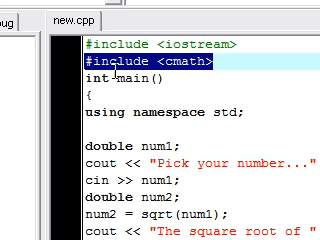 ug
new.cpp
#include <iostream>
#include <cmath>
int main()
{
using namespace std;
double num1;
cout << "Pick your number..."
cin >> num1;
double num2;
num2 = sqrt(num1);
cout << "The square root of "